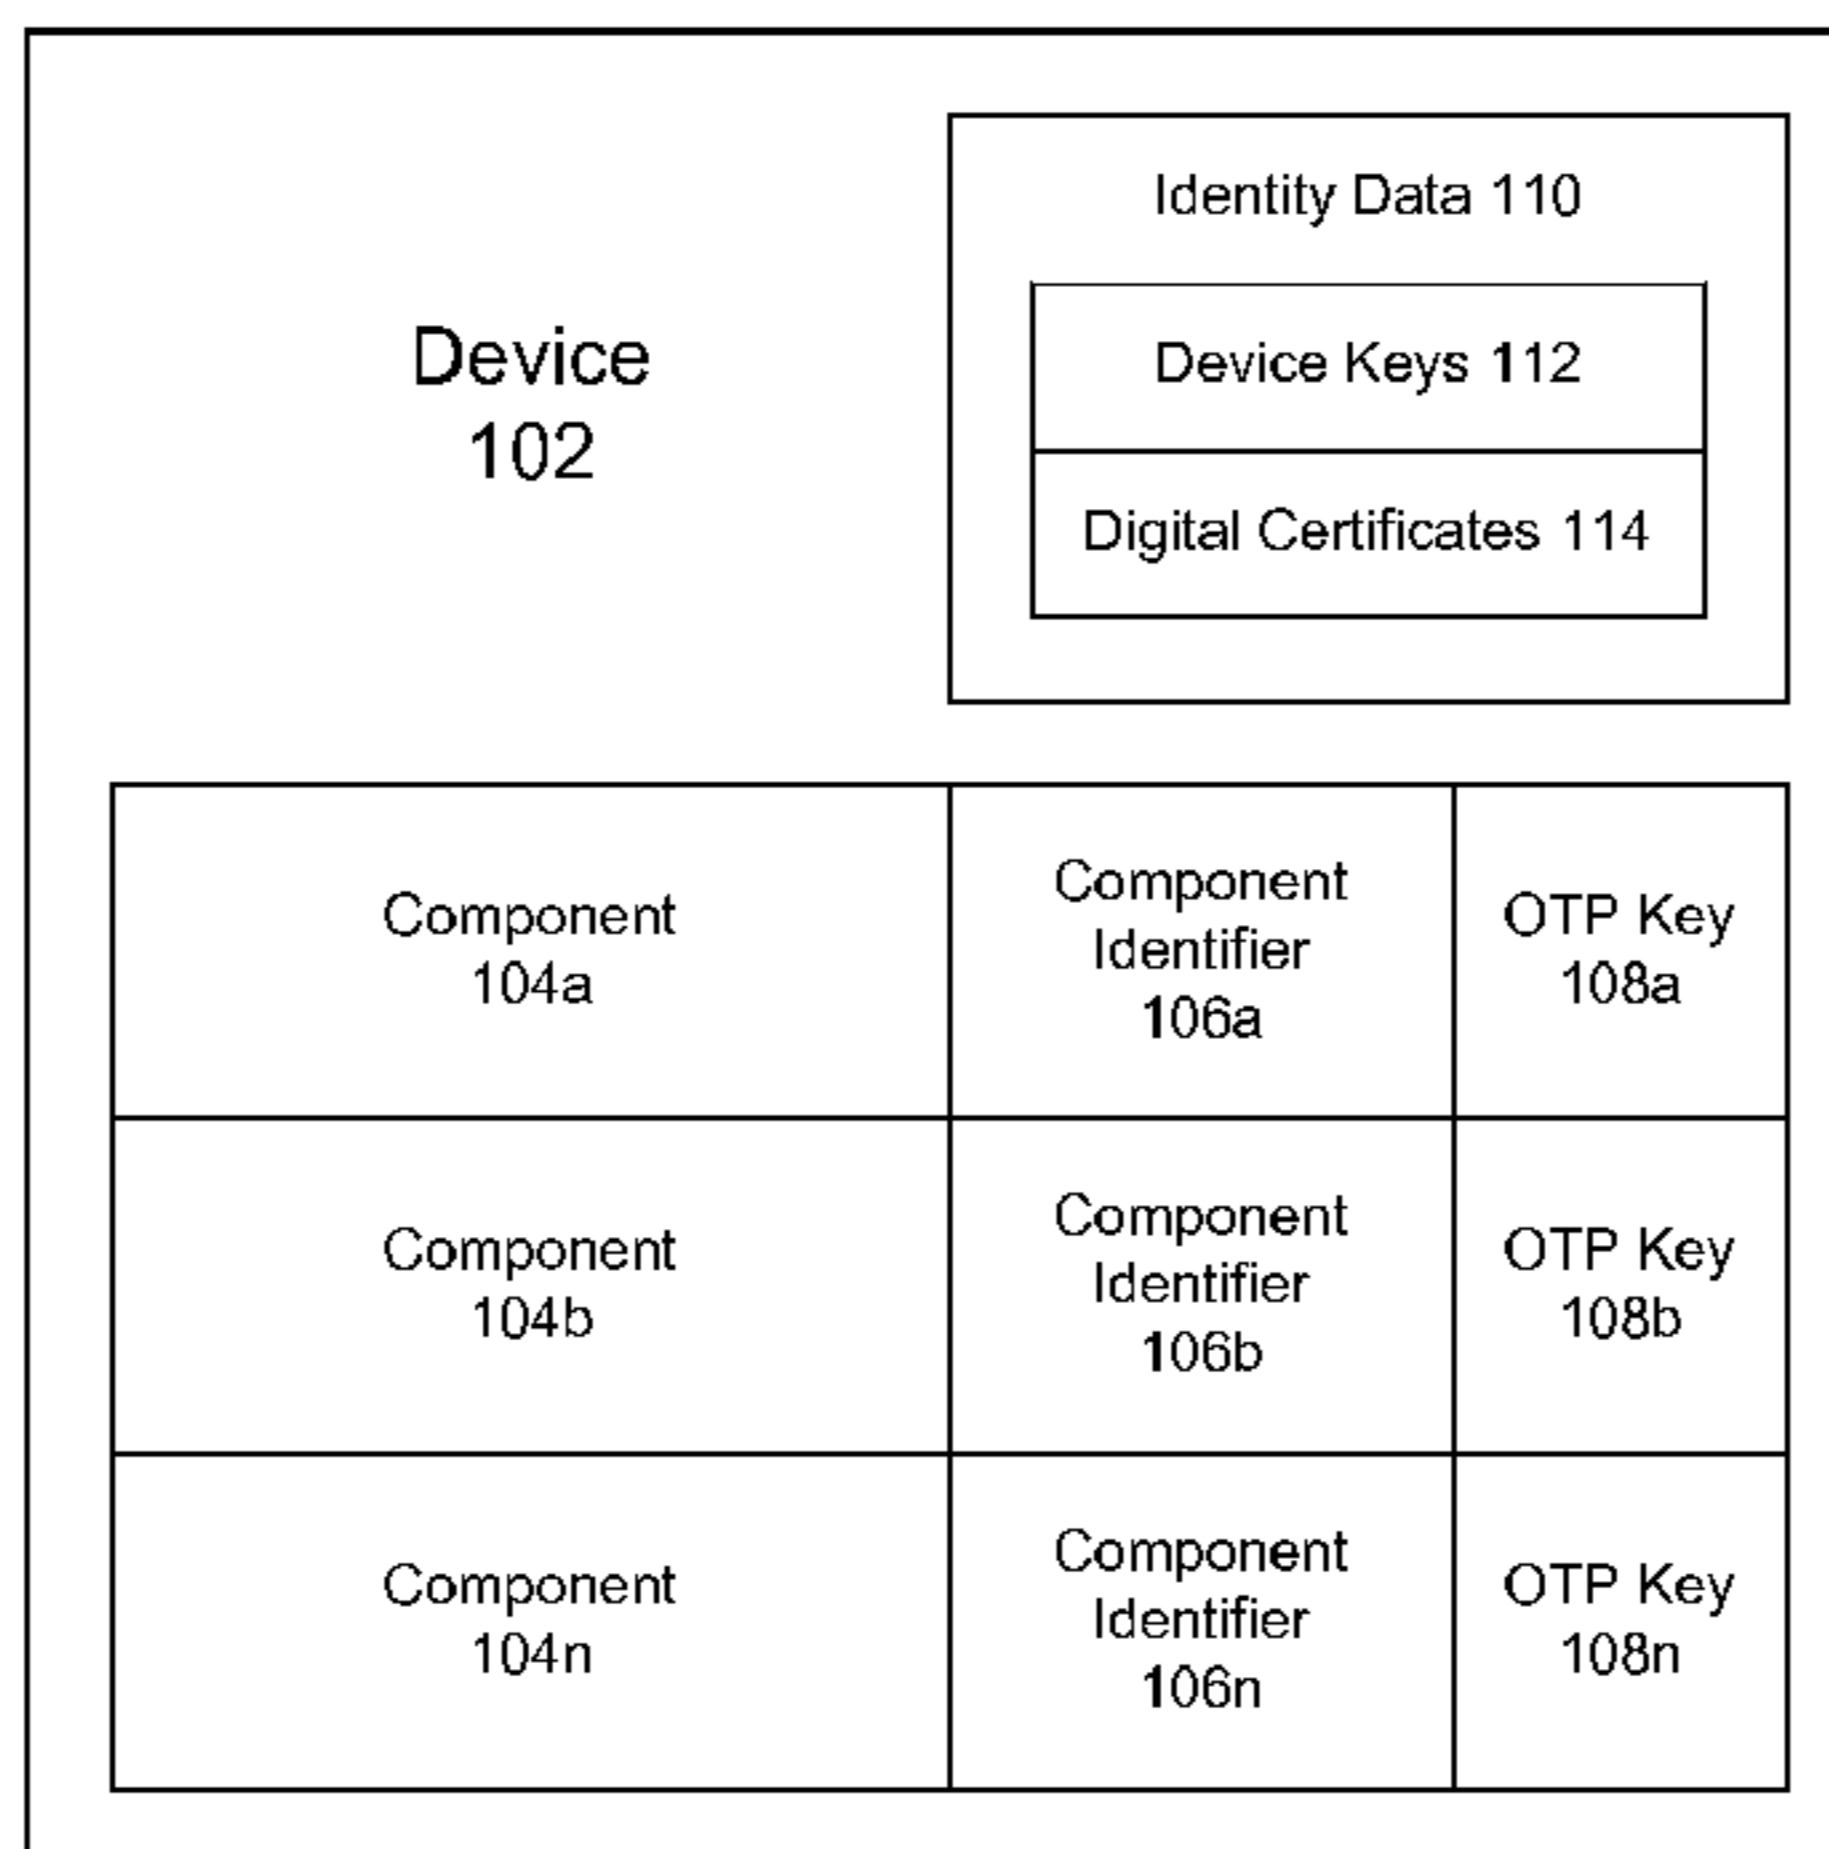 Device
102
Identity Data 110
Device Keys 112
Digital Certificates 114
Component
104a
Component
Identifier
106a
OTP Key
108a
Component
104b
Component
Identifier
106b
OTP Key
108b
Component
104n
Component
Identifier
106n
OTP Key
108n